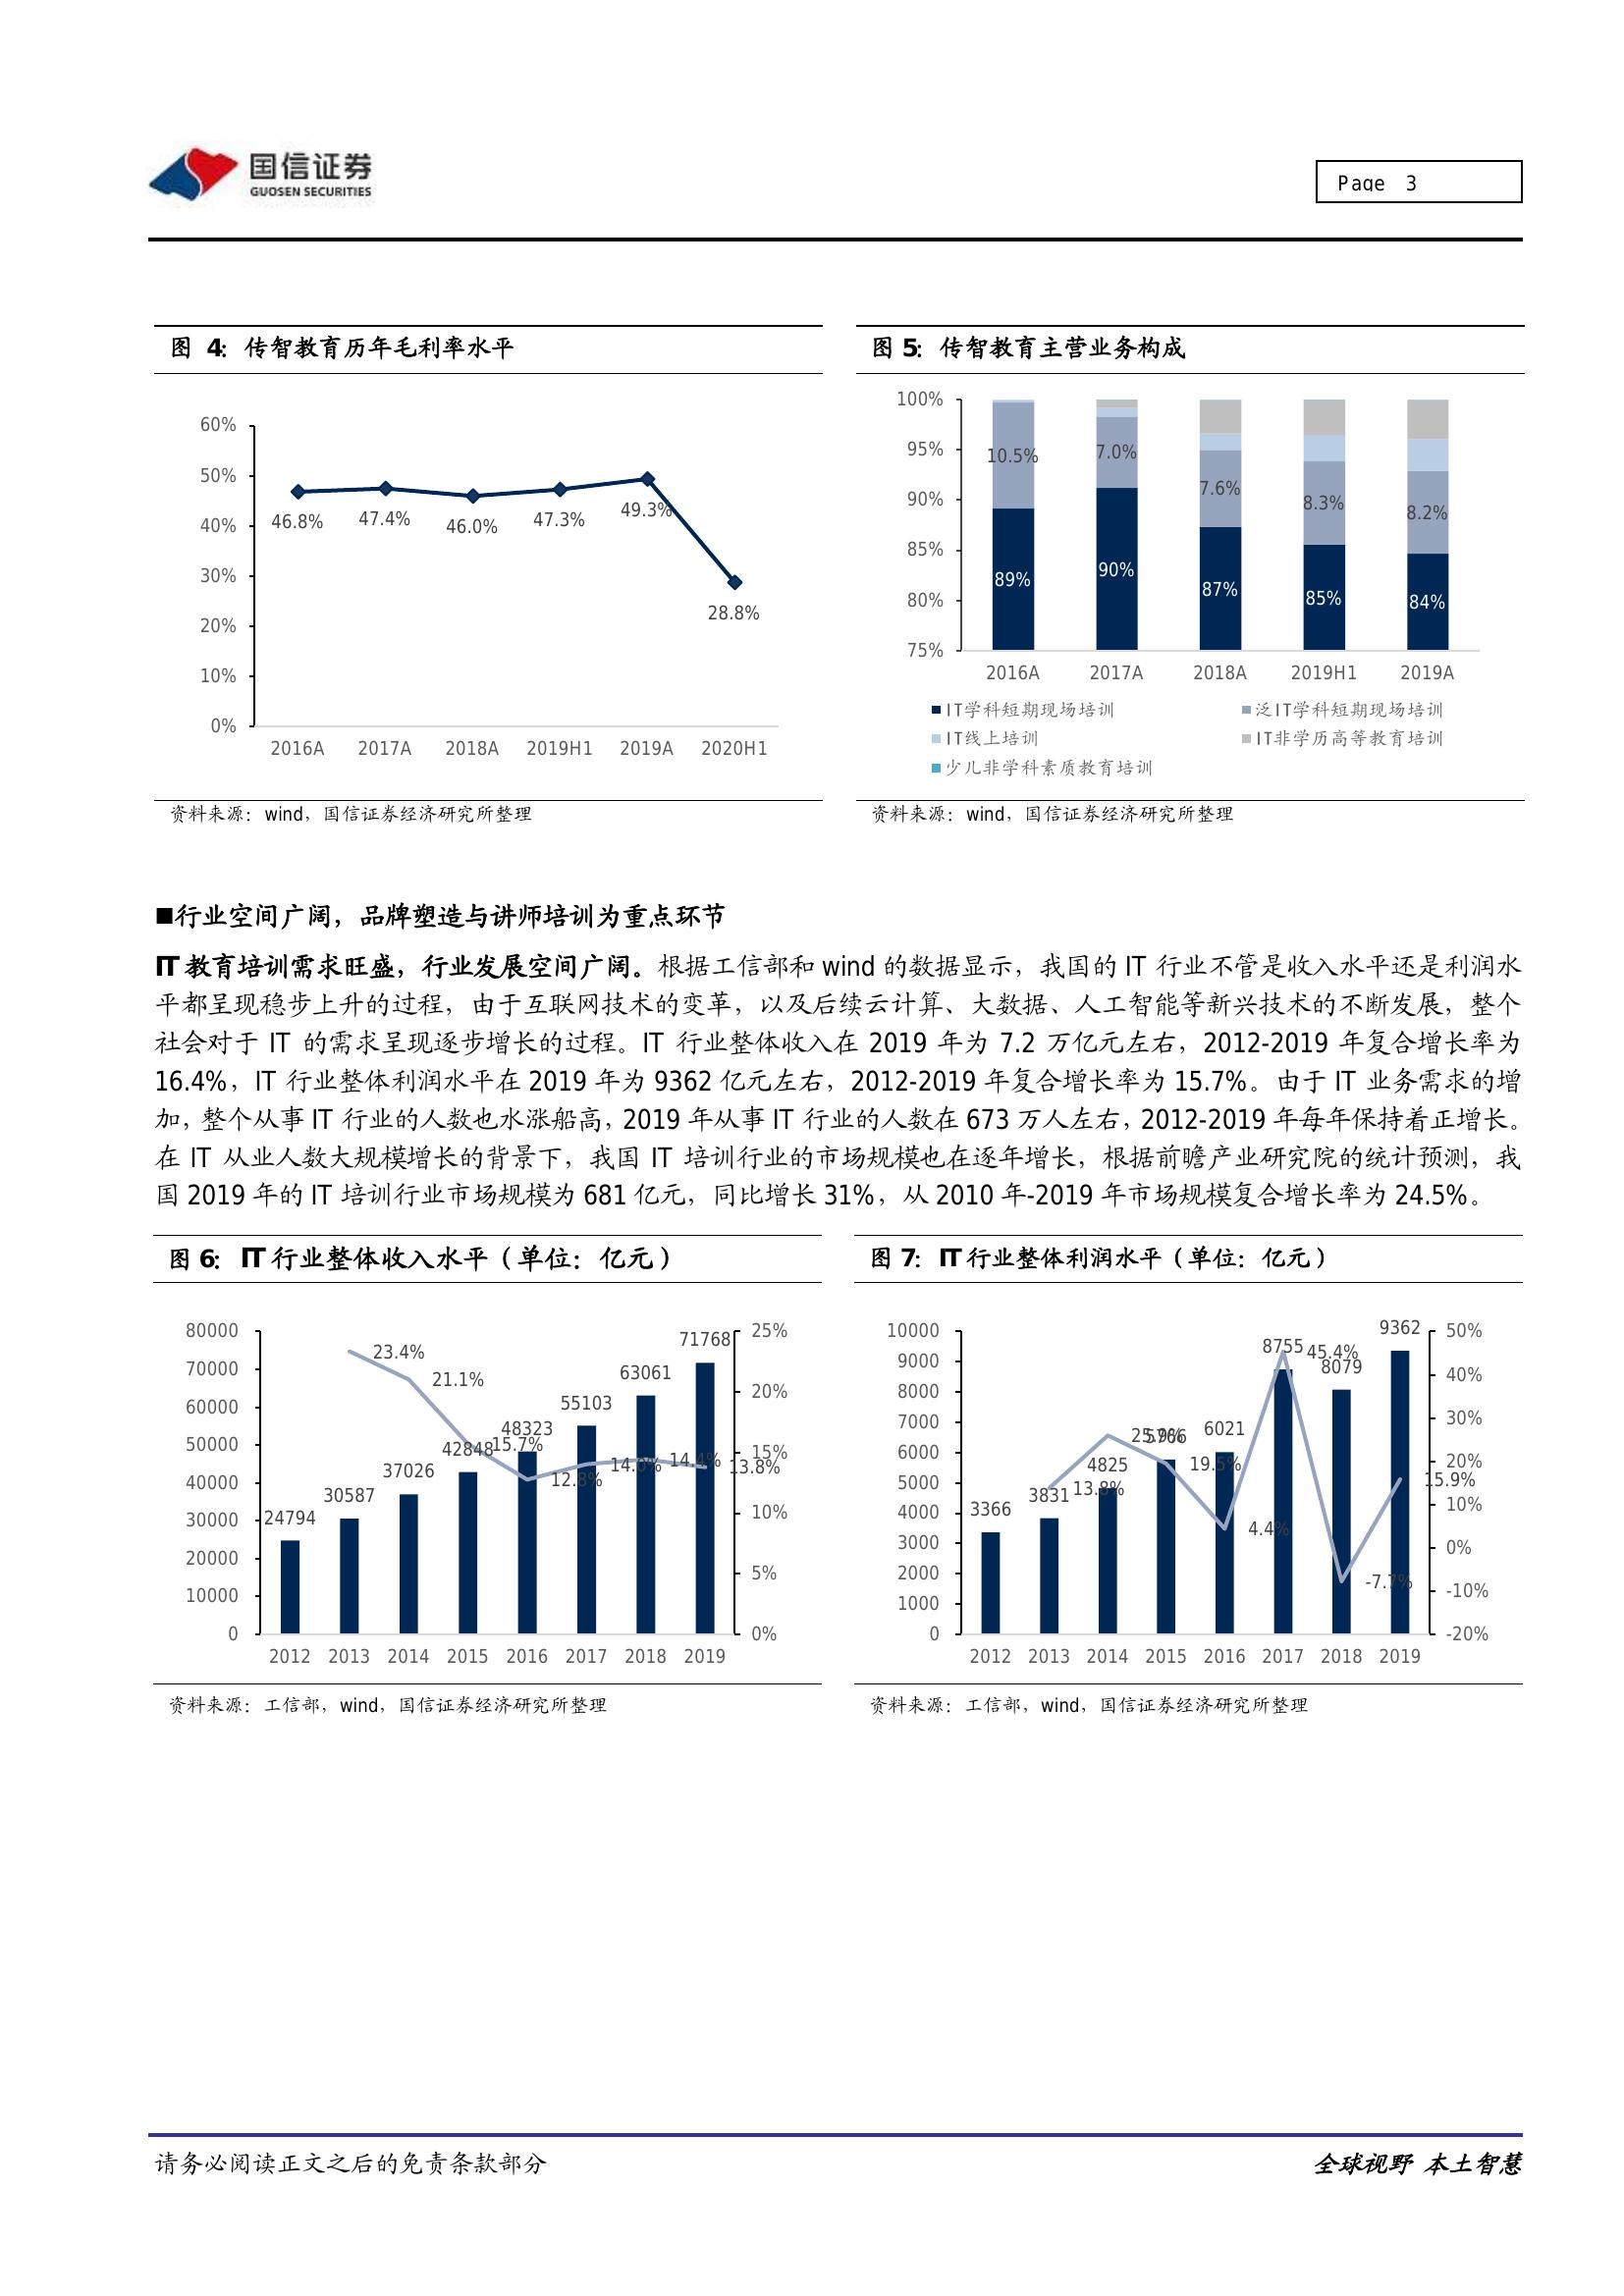 国信证券
GUOSEN SECURITIES
Page 3
图 4：传智教育历年毛利率水平
60%
50%
40%
30%
20%
10%
0%
46.8%
47.4%
46.0%
47.3%
49.3%
28.8%
2016A 2017A 2018A 2019H1 2019A 2020H1
资料来源：wind，国信证券经济研究所整理
图 5：传智教育主营业务构成
100%
95%
90%
85%
80%
75%
10.5% 7.0% 7.6% 8.3% 8.2%
89% 90% 87% 85% 84%
2016A 2017A 2018A 2019H1 2019A
IT学科短期现场培训 泛IT学科短期现场培训
IT线上培训 IT非学历高等教育培训
少儿非学科素质教育培训
资料来源：wind，国信证券经济研究所整理
■行业空间广阔，品牌塑造与讲师培训为重点环节
IT 教育培训需求旺盛，行业发展空间广阔。根据工信部和 wind 的数据显示，我国的 IT 行业不管是收入水平还是利润水
平都呈现稳步上升的过程，由于互联网技术的变革，以及后续云计算、大数据、人工智能等新兴技术的不断发展，整个
社会对于 IT 的需求呈现逐步增长的过程。IT 行业整体收入在 2019 年为 7.2 万亿元左右，2012-2019 年复合增长率为
16.4%，IT 行业整体利润水平在 2019 年为 9362 亿元左右，2012-2019 年复合增长率为 15.7%。由于 IT 业务需求的增
加，整个从事 IT 行业的人数也水涨船高，2019 年从事 IT 行业的人数在 673 万人左右，2012-2019 年每年保持着正增长。
在 IT 从业人数大规模增长的背景下，我国 IT 培训行业的市场规模也在逐年增长，根据前瞻产业研究院的统计预测，我
国 2019 年的 IT 培训行业市场规模为 681 亿元，同比增长 31%，从 2010 年-2019 年市场规模复合增长率为 24.5%。
图 6：IT 行业整体收入水平（单位：亿元）
80000
70000
60000
50000
40000
30000
20000
10000
0
24794
30587
37026
42848
48323
55103
63061
71768
23.4%
21.1%
15.7%
12.8%
14.0%
14.4%
13.8%
25%
20%
15%
10%
5%
0%
2012 2013 2014 2015 2016 2017 2018 2019
资料来源：工信部，wind，国信证券经济研究所整理
图 7：IT 行业整体利润水平（单位：亿元）
10000
9000
8000
7000
6000
5000
4000
3000
2000
1000
0
3366
3831
4825
5766
6021
8755
8079
9362
13.8%
25.9%
19.5%
4.4%
45.4%
-7.7%
15.9%
50%
40%
30%
20%
10%
0%
-10%
-20%
2012 2013 2014 2015 2016 2017 2018 2019
资料来源：工信部，wind，国信证券经济研究所整理
请务必阅读正文之后的免责条款部分
全球视野 本土智慧